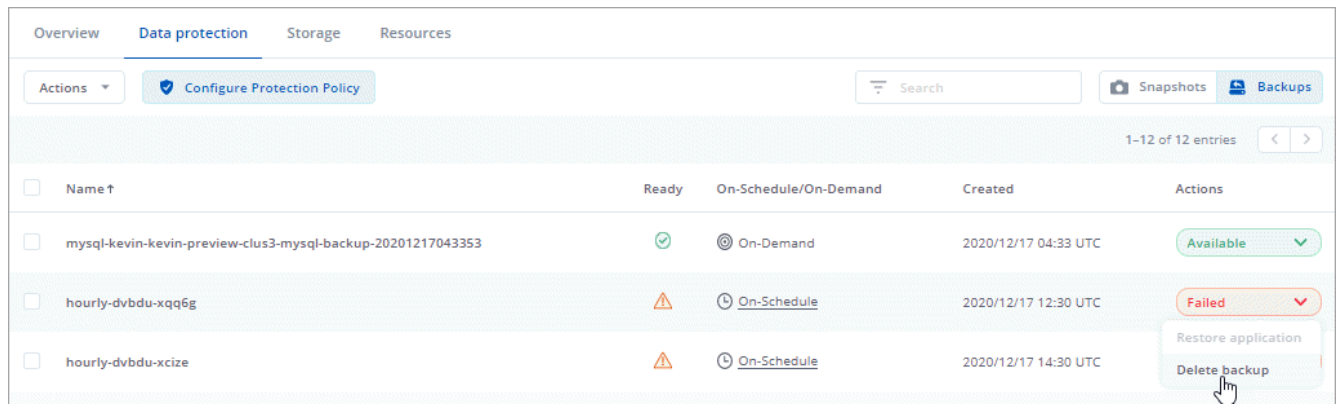 Overview Data protection Storage Resources
Actions Configure Protection Policy Search Snapshots Backups
1–12 of 12 entries < >
Name↑ Ready On-Schedule/On-Demand Created Actions
mysql-kevin-kevin-preview-clus3-mysql-backup-20201217043353 On-Demand 2020/12/17 04:33 UTC Available
hourly-dvbdu-xqq6g On-Schedule 2020/12/17 12:30 UTC Failed
Restore application
hourly-dvbdu-xcize On-Schedule 2020/12/17 14:30 UTC
Delete backup